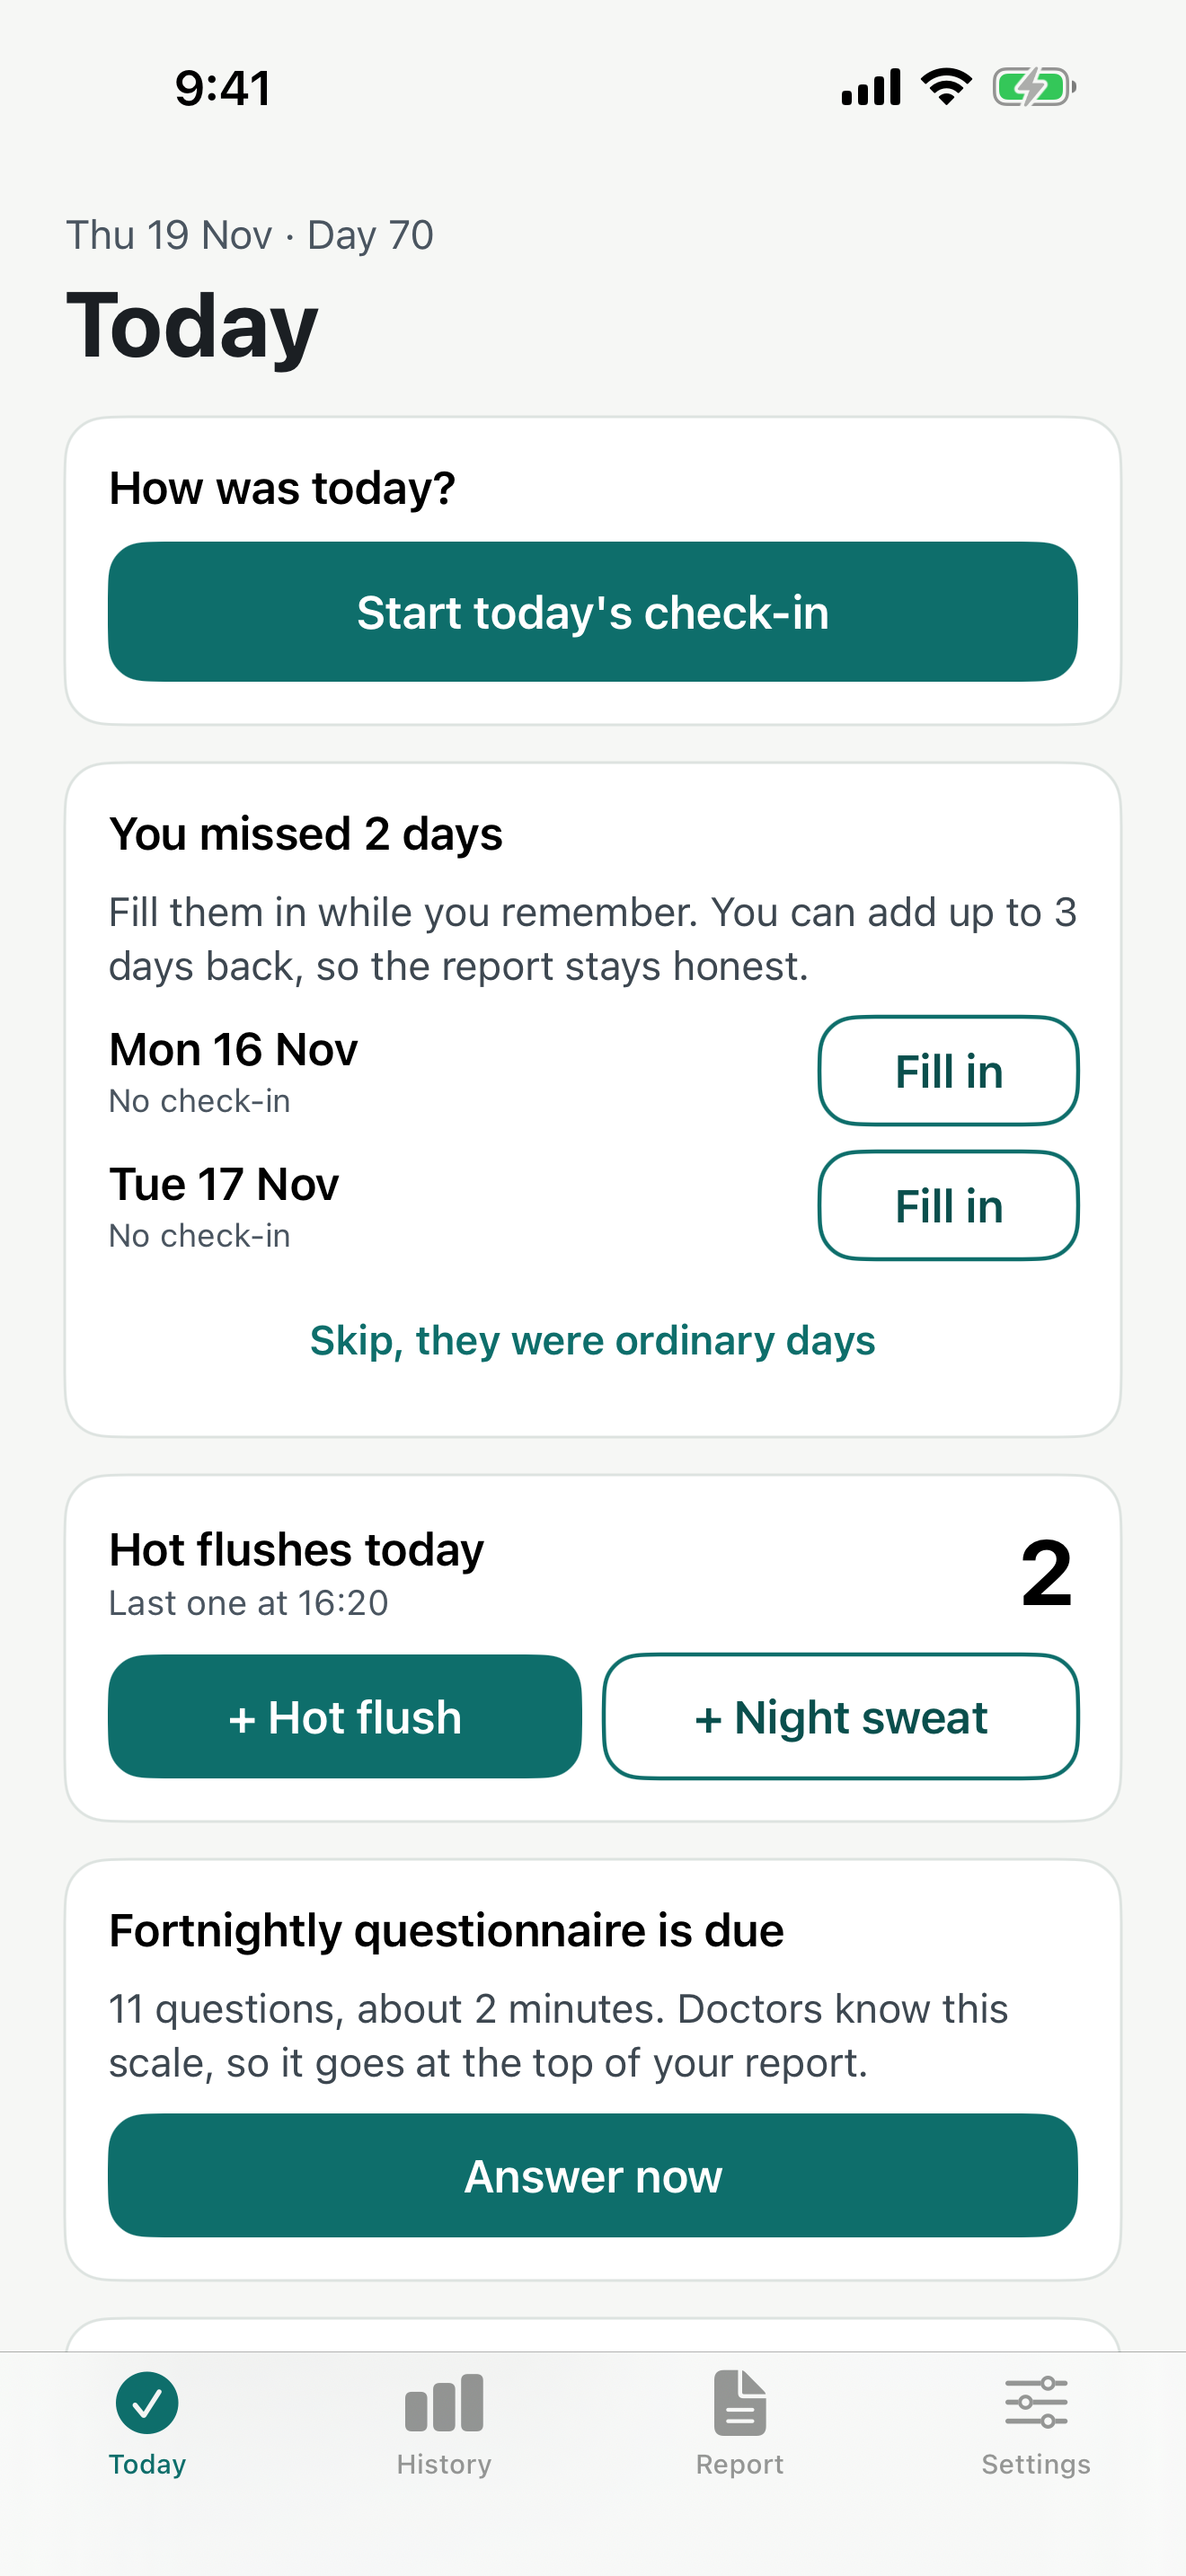 9:41
Thu 19 Nov · Day 70
Today
How was today?
Start today's check-in
You missed 2 days
Fill them in while you remember. You can add up to 3
days back, so the report stays honest.
Mon 16 Nov
No check-in
Fill in
Tue 17 Nov
No check-in
Fill in
Skip, they were ordinary days
Hot flushes today
Last one at 16:20
2
+ Hot flush
+ Night sweat
Fortnightly questionnaire is due
11 questions, about 2 minutes. Doctors know this
scale, so it goes at the top of your report.
Answer now
Today
History
Report
Settings